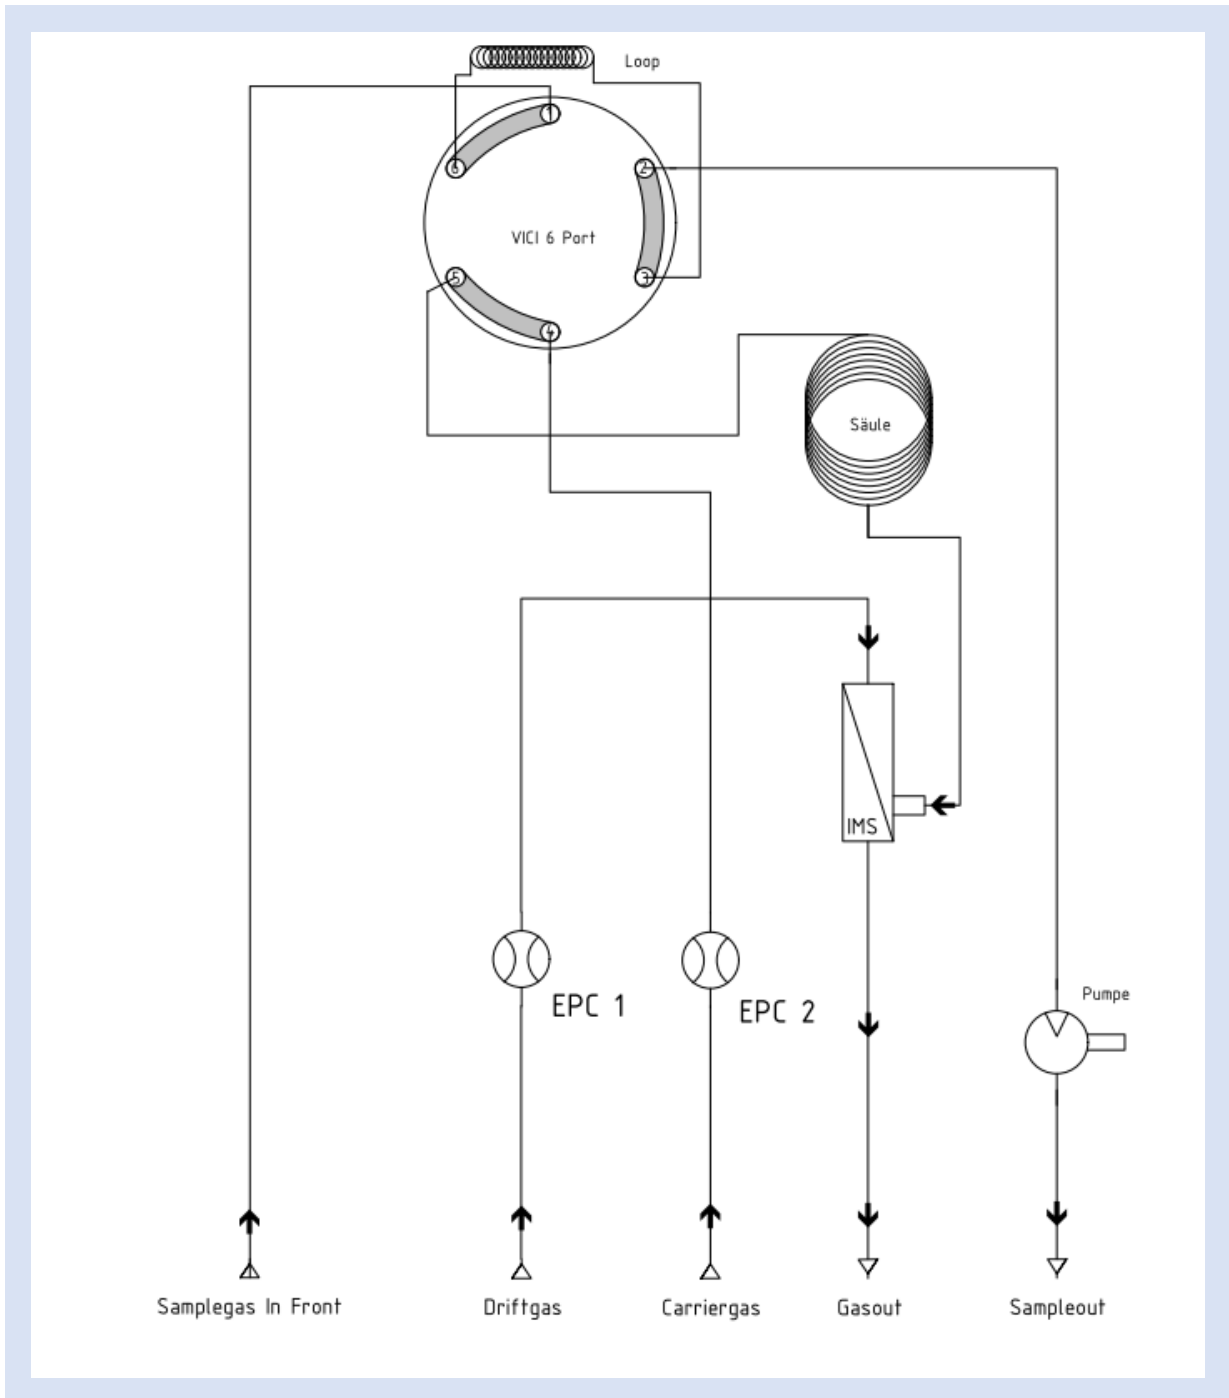 Loop
1
6
2
VICI 6 Port
5
3
4
Säule
IMS
Pumpe
EPC 1
EPC 2
Samplegas In Front
Driftgas
Carriergas
Gasout
Sampleout